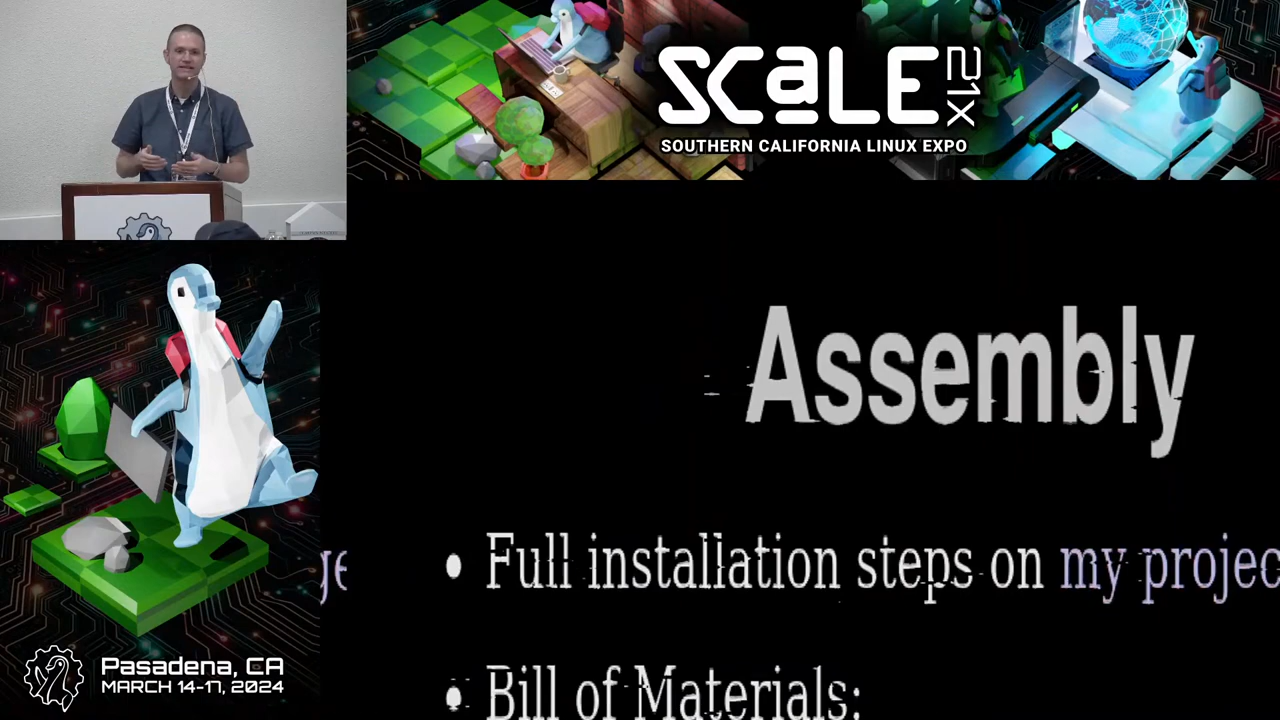 SCaLE 21X
SOUTHERN CALIFORNIA LINUX EXPO
Assembly
ge
• Full installation steps on my projec
• Bill of Materials:
Pasadena, CA
MARCH 14-17, 2024